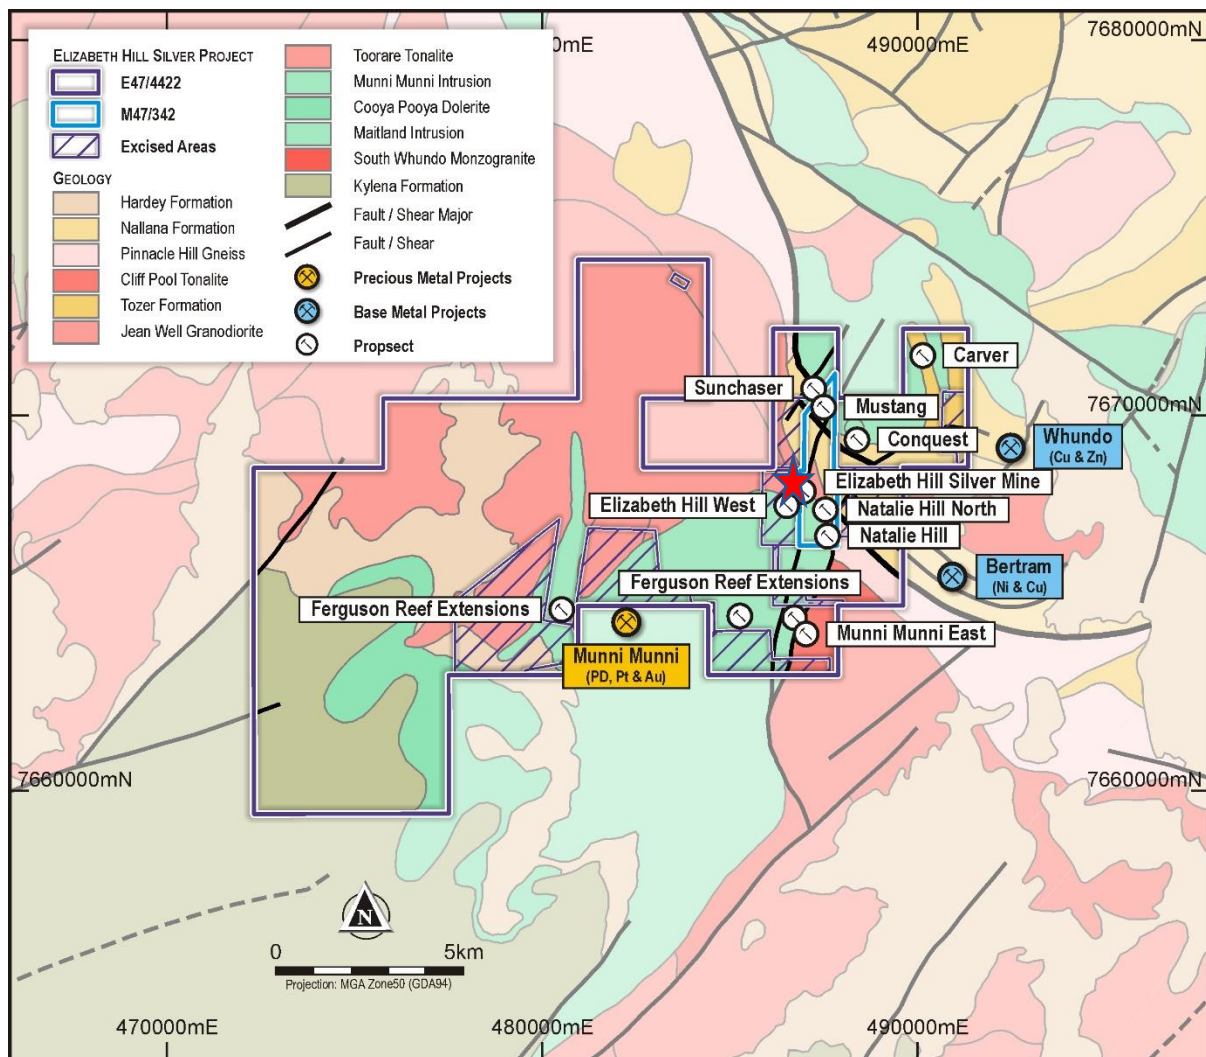 7680000mN
0mE
490000mE
ELIZABETH HILL SILVER PROJECT
E47/4422
M47/342
Excised Areas
GEOLOGY
Hardey Formation
Nallana Formation
Pinnacle Hill Gneiss
Cliff Pool Tonalite
Tozer Formation
Jean Well Granodiorite
Toorare Tonalite
Munni Munni Intrusion
Cooya Pooya Dolerite
Maitland Intrusion
South Whundo Monzogranite
Kylena Formation
Fault / Shear Major
Fault / Shear
Precious Metal Projects
Base Metal Projects
Propsect
Carver
Sunchaser
Mustang
7670000mN
Conquest
Whundo
(Cu & Zn)
Elizabeth Hill Silver Mine
Elizabeth Hill West
Natalie Hill North
Natalie Hill
Bertram
(Ni & Cu)
Ferguson Reef Extensions
Ferguson Reef Extensions
Munni Munni East
Munni Munni
(PD, Pt & Au)
7660000mN
7660000mN
N
0
5km
Projection: MGA Zone50 (GDA94)
470000mE
480000mE
490000mE